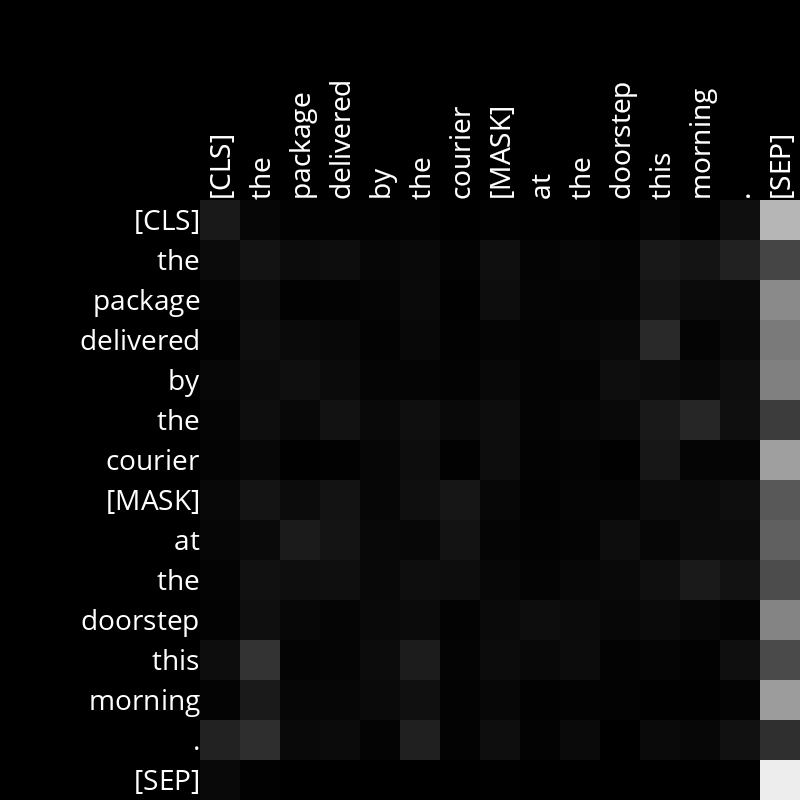 [CLS] the package delivered by the courier [MASK] at the doorstep this morning . [SEP]
[CLS]
the
package
delivered
by
the
courier
[MASK]
at
the
doorstep
this
morning
.
[SEP]